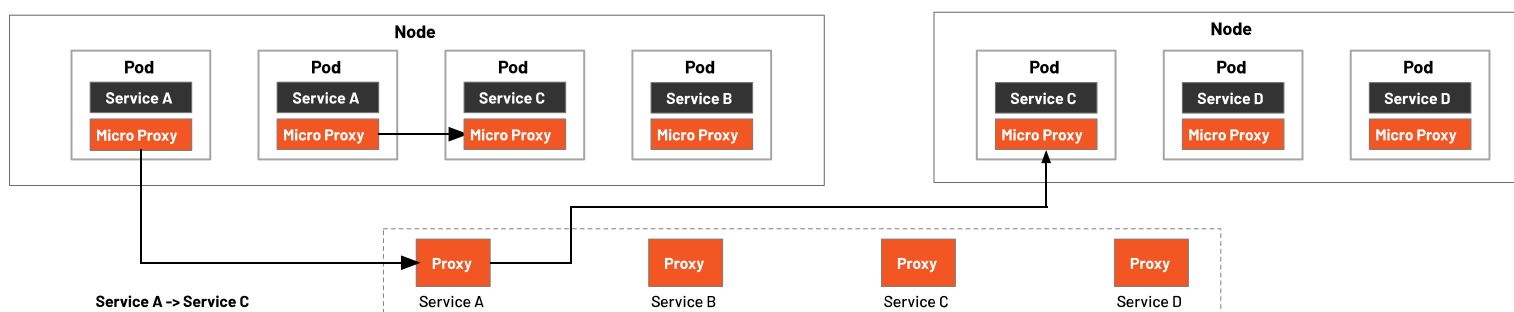 Node
Pod
Service A
Micro Proxy
Pod
Service A
Micro Proxy
Pod
Service C
Micro Proxy
Pod
Service B
Micro Proxy
Node
Pod
Service C
Micro Proxy
Pod
Service D
Micro Proxy
Pod
Service D
Micro Proxy
Proxy
Service A
Proxy
Service B
Proxy
Service C
Proxy
Service D
Service A -> Service C